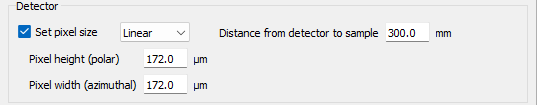 Detector
Set pixel size Linear Distance from detector to sample 300.0 mm
Pixel height (polar) 172.0 µm
Pixel width (azimuthal) 172.0 µm